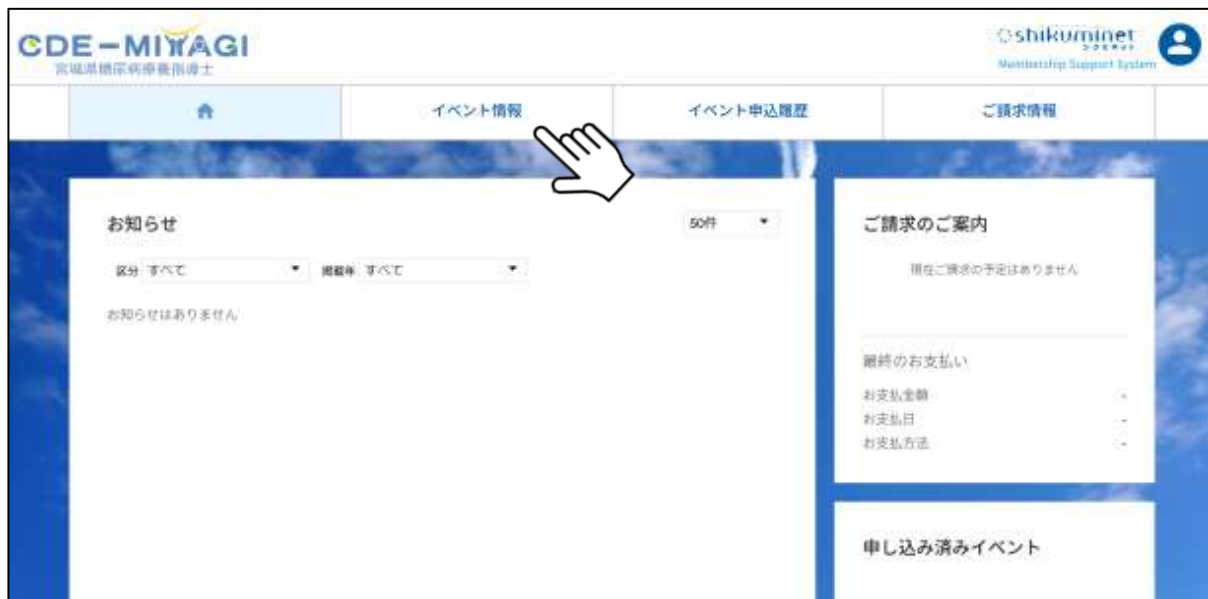 CDE-MIYAGI
宮城県糖尿病療養指導士
shikuminet
シクミネット
Membership Support System
イベント情報
イベント申込履歴
ご請求情報
お知らせ
50件
区分 すべて
掲載年 すべて
お知らせはありません
ご請求のご案内
現在ご請求の予定はありません
最終のお支払い
お支払金額 -
お支払日 -
お支払方法 -
申し込み済みイベント